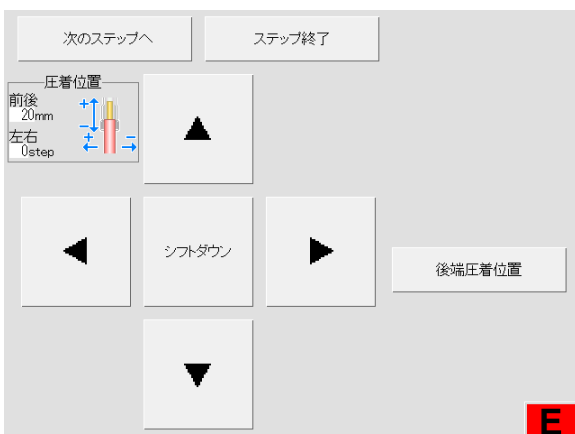 次のステップへ
ステップ終了
圧着位置
前後
20mm
左右
0step
+
−
+
−
シフトダウン
後端圧着位置
E